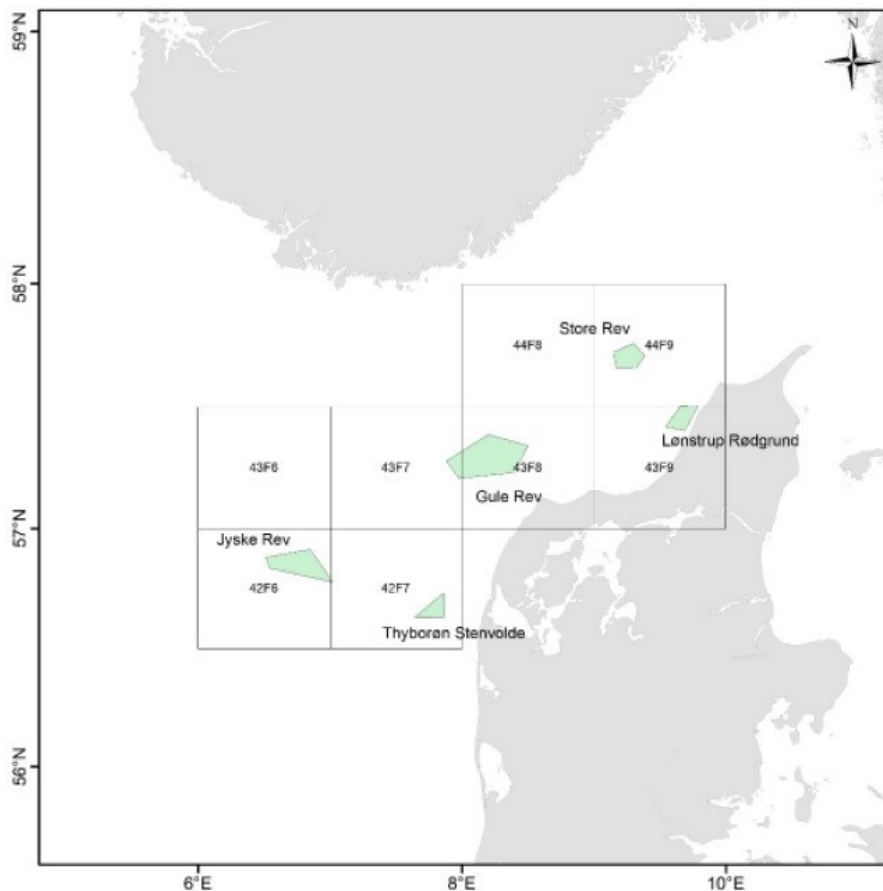 N
59°N
58°N
Store Rev
44F8
44F9
Lønstrup Rødgrund
43F6
43F7
43F8
43F9
Gule Rev
57°N
Jyske Rev
42F6
42F7
Thyborøn Stenvolde
56°N
6°E
8°E
10°E